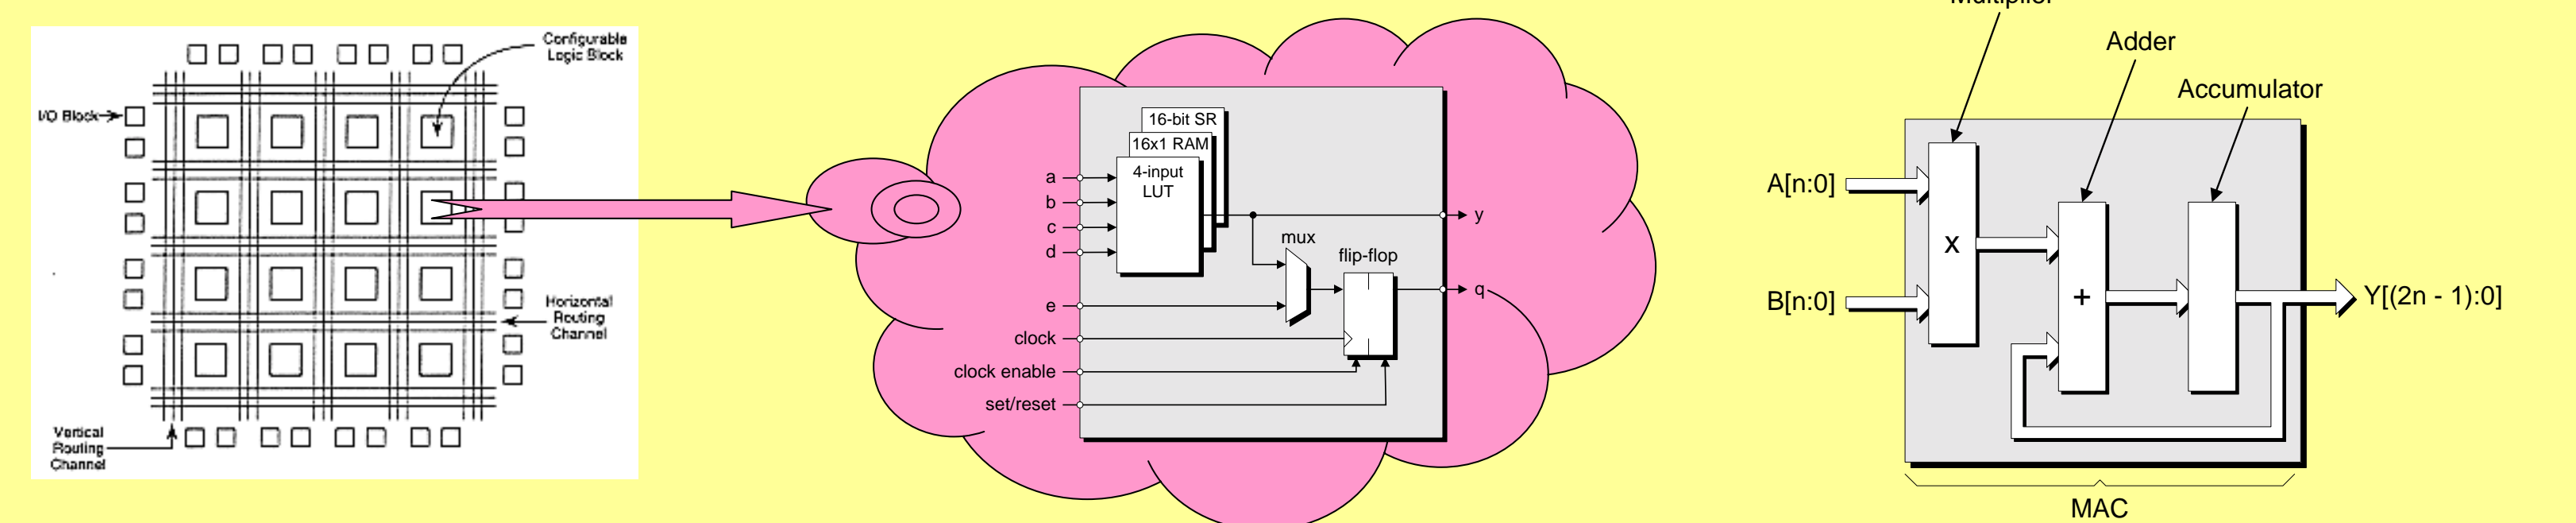 Configurable
Logic Block
I/O Block
Horizontal
Routing
Channel
Vertical
Routing
Channel
16-bit SR
16x1 RAM
4-input
LUT
a
b
c
d
e
clock
clock enable
set/reset
mux
flip-flop
y
q
Multiplier
Adder
Accumulator
A[n:0]
B[n:0]
x
+
Y[(2n - 1):0]
MAC